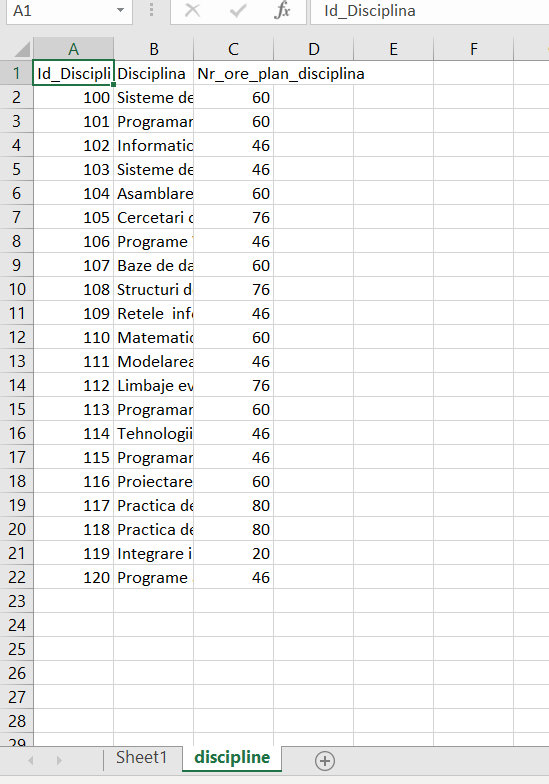 A1 fx Id_Disciplina
A B C D E F
1 Id_Discipli Disciplina Nr_ore_plan_disciplina
2 100 Sisteme de 60
3 101 Programar 60
4 102 Informatic 46
5 103 Sisteme de 46
6 104 Asamblare 60
7 105 Cercetari 76
8 106 Programe 46
9 107 Baze de da 60
10 108 Structuri d 76
11 109 Retele info 46
12 110 Matematic 60
13 111 Modelarea 46
14 112 Limbaje ev 76
15 113 Programar 60
16 114 Tehnologii 46
17 115 Programar 46
18 116 Proiectare 60
19 117 Practica de 80
20 118 Practica de 80
21 119 Integrare i 20
22 120 Programe 46
23
24
25
26
27
28
29
Sheet1 discipline